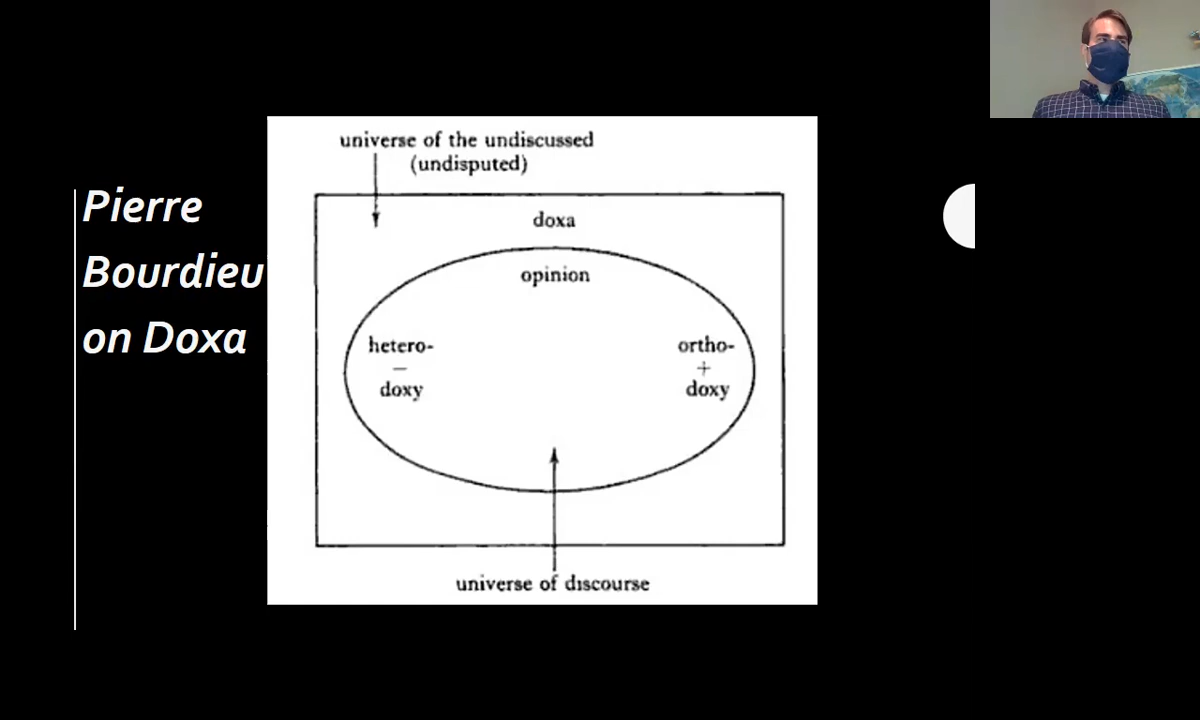 Pierre
Bourdieu
on Doxa
universe of the undiscussed
(undisputed)
doxa
opinion
hetero-
−
doxy
ortho-
+
doxy
universe of discourse